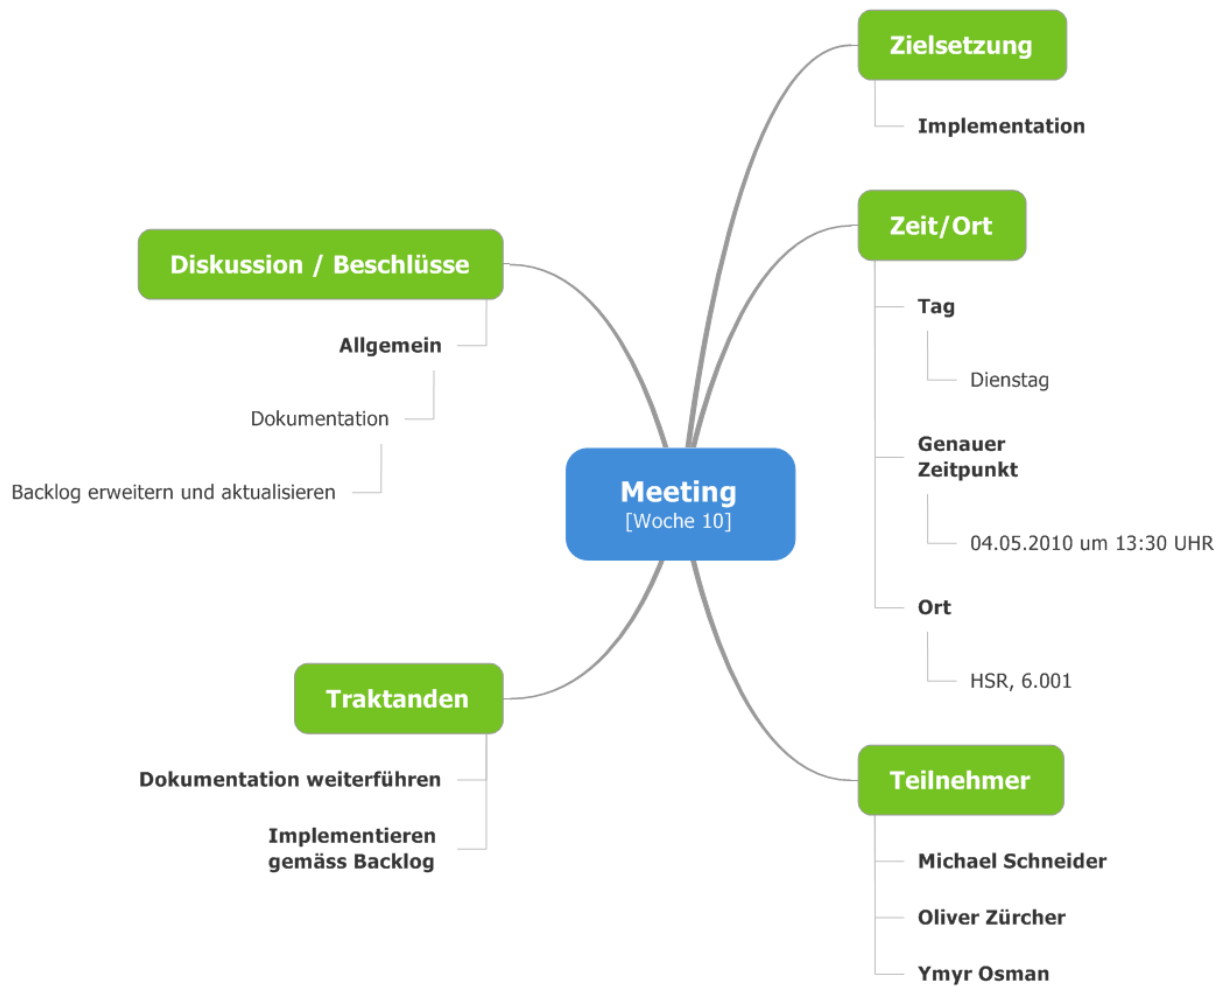 Meeting
[Woche 10]
Zielsetzung
Implementation
Zeit/Ort
Tag
Dienstag
Genauer
Zeitpunkt
04.05.2010 um 13:30 UHR
Ort
HSR, 6.001
Teilnehmer
Michael Schneider
Oliver Zürcher
Ymyr Osman
Diskussion / Beschlüsse
Allgemein
Dokumentation
Backlog erweitern und aktualisieren
Traktanden
Dokumentation weiterführen
Implementieren
gemäss Backlog